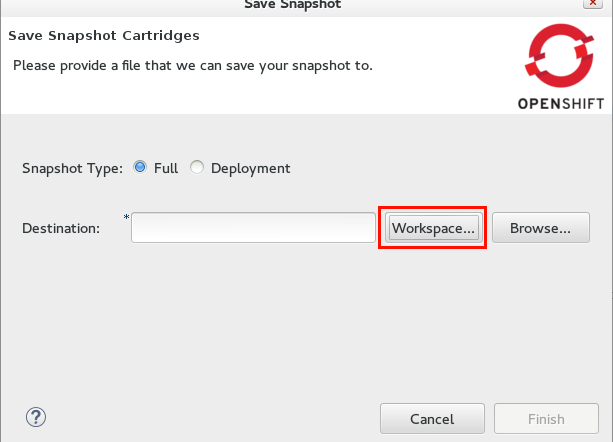 Save Snapshot
Save Snapshot Cartridges
Please provide a file that we can save your snapshot to.
OPENSHIFT
Snapshot Type: Full Deployment
Destination: * Workspace... Browse...
? Cancel Finish